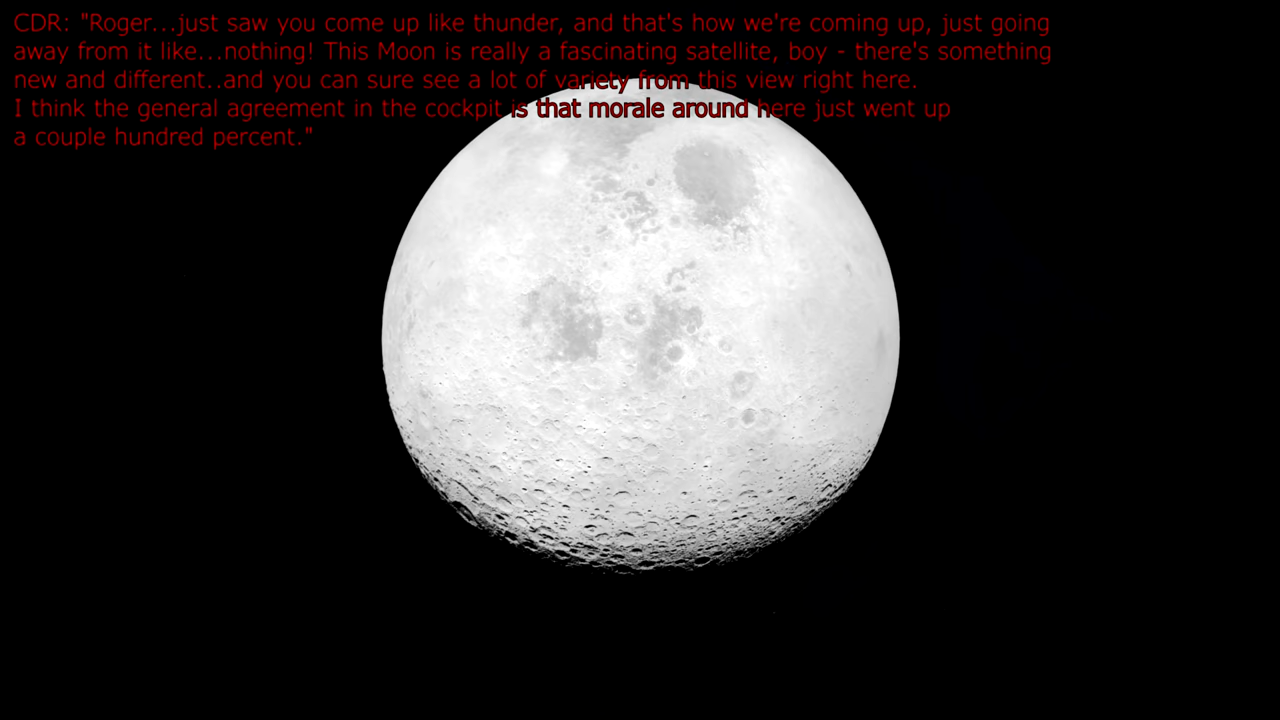 CDR: "Roger...just saw you come up like thunder, and that's how we're coming up, just going
away from it like...nothing! This Moon is really a fascinating satellite, boy - there's something
new and different..and you can sure see a lot of variety from this view right here.
I think the general agreement in the cockpit is that morale around here just went up
a couple hundred percent."